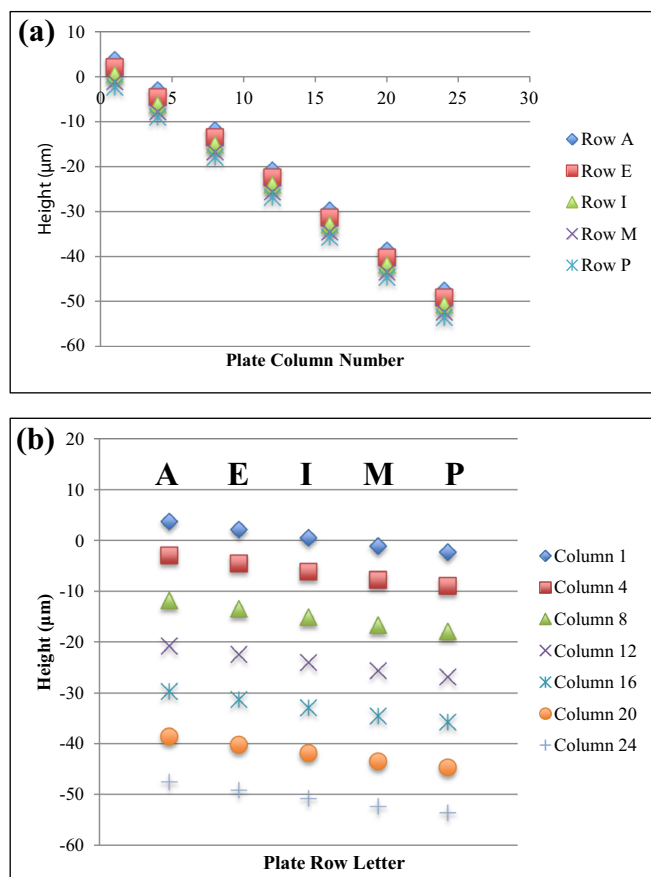 (a)
10
0
-10
-20
-30
-40
-50
-60
0 5 10 15 20 25 30
Height (µm)
Plate Column Number
Row A
Row E
Row I
Row M
Row P
(b)
20
10
0
-10
-20
-30
-40
-50
-60
A E I M P
Height (µm)
Plate Row Letter
Column 1
Column 4
Column 8
Column 12
Column 16
Column 20
Column 24